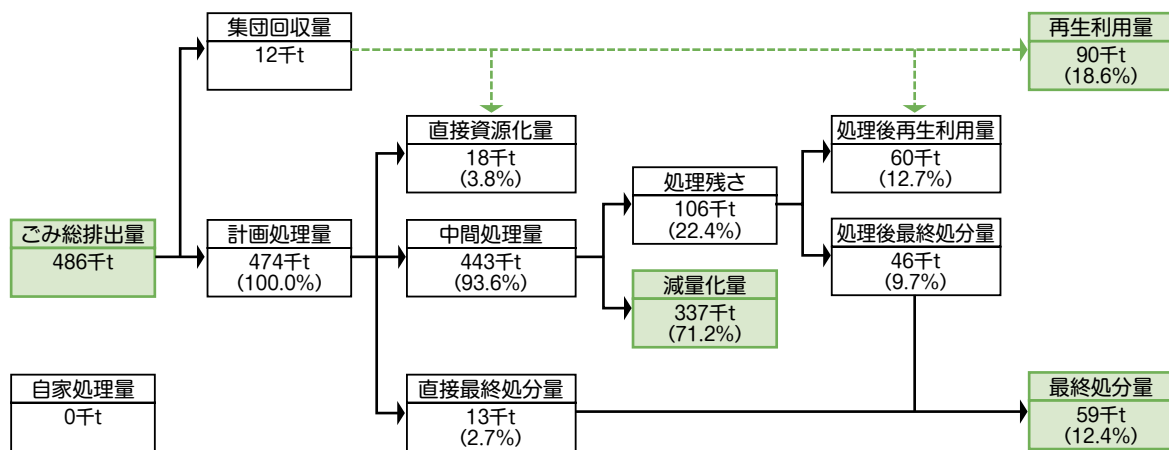 集団回収量
12千t
再生利用量
90千t
(18.6%)
直接資源化量
18千t
(3.8%)
処理後再生利用量
60千t
(12.7%)
処理残さ
106千t
(22.4%)
ごみ総排出量
486千t
計画処理量
474千t
(100.0%)
中間処理量
443千t
(93.6%)
処理後最終処分量
46千t
(9.7%)
減量化量
337千t
(71.2%)
自家処理量
0千t
直接最終処分量
13千t
(2.7%)
最終処分量
59千t
(12.4%)